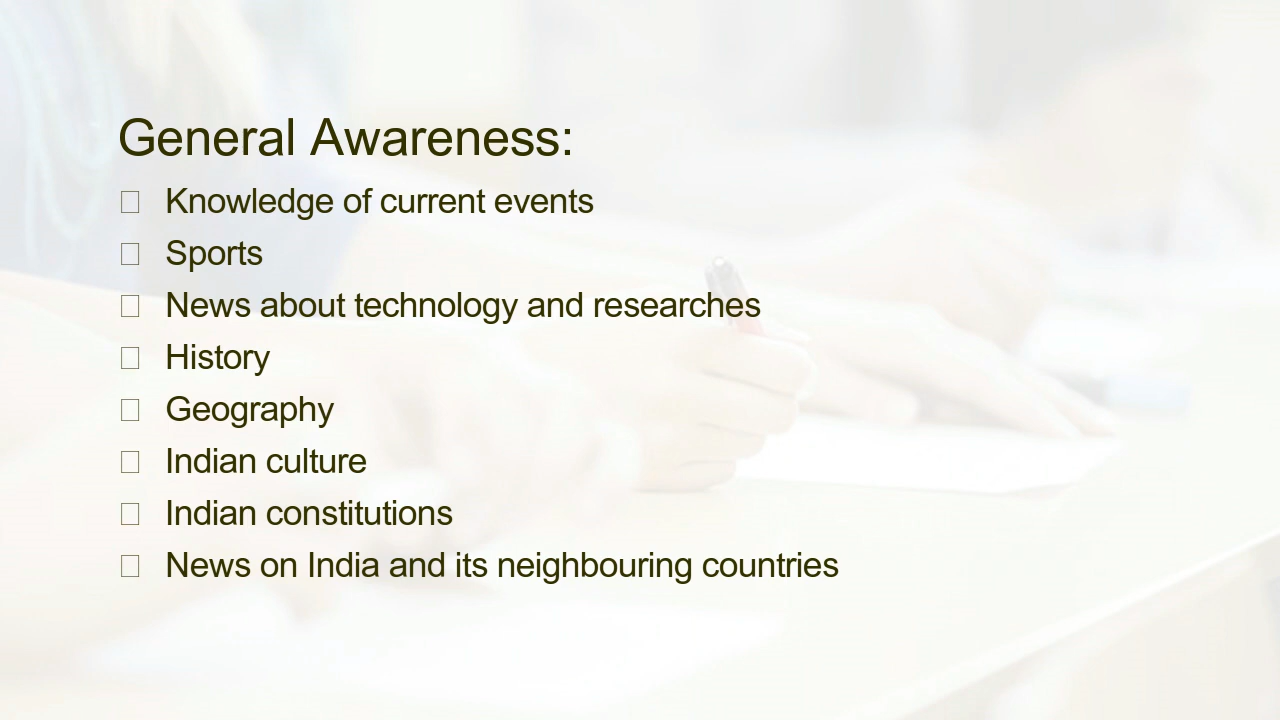 General Awareness:
Knowledge of current events
Sports
News about technology and researches
History
Geography
Indian culture
Indian constitutions
News on India and its neighbouring countries